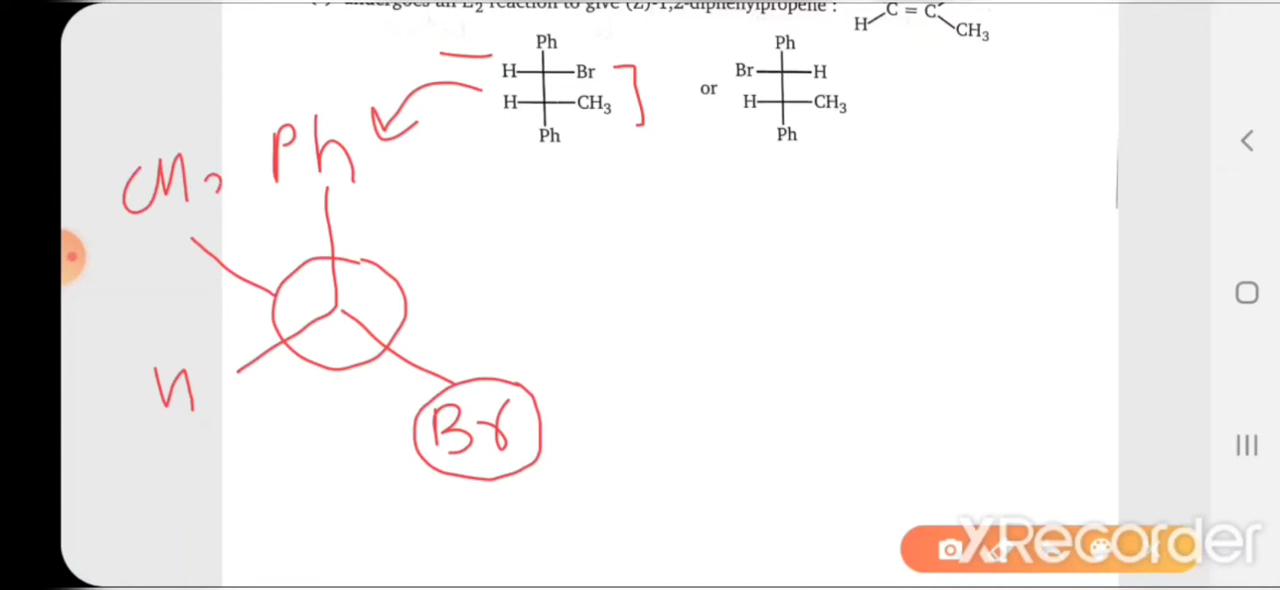 undergoes an E2 reaction to give (Z)-1,2-diphenylpropene :
H C = C CH3
Ph Ph
H Br Br H
or
H CH3 H CH3
Ph Ph
Ph
CH3
H
Br
XRecorder